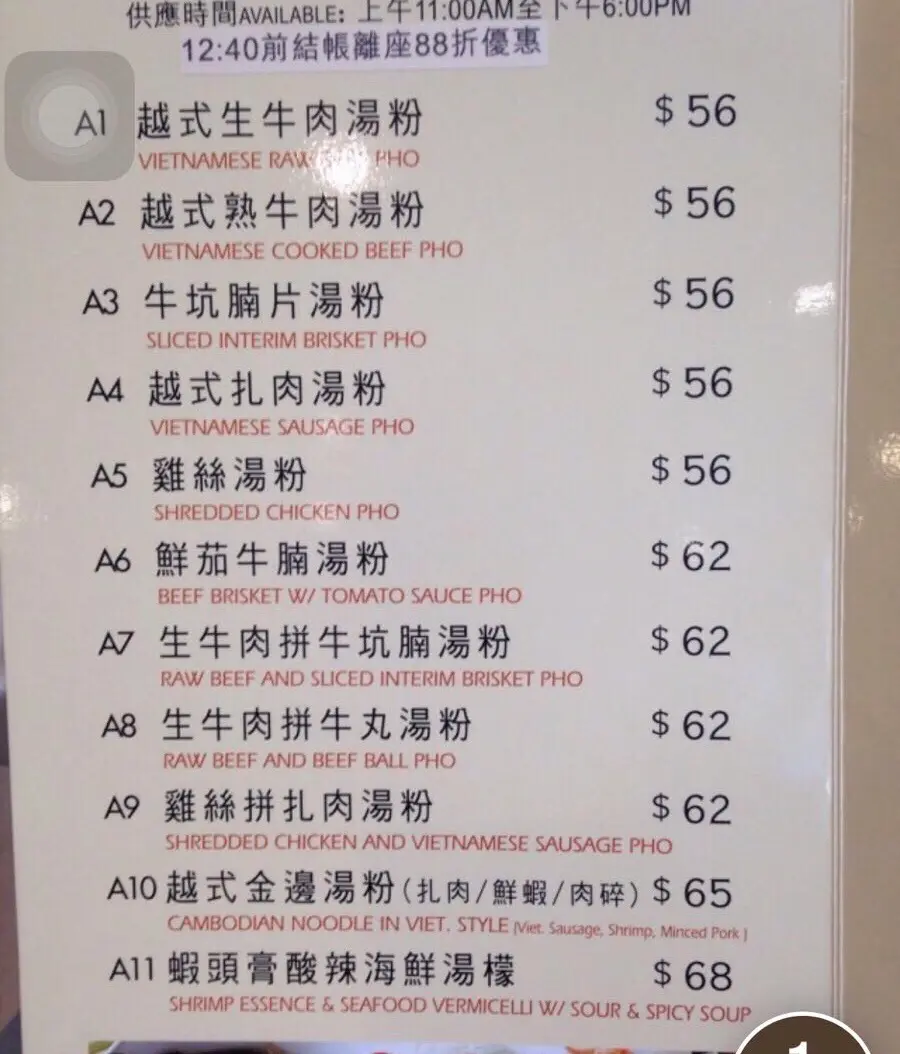 供應時間AVAILABLE: 上午11:00AM至下午6:00PM
12:40前結帳離座88折優惠
A1 越式生牛肉湯粉 $ 56
VIETNAMESE RAW PHO
A2 越式熟牛肉湯粉 $ 56
VIETNAMESE COOKED BEEF PHO
A3 牛坑腩片湯粉 $ 56
SLICED INTERIM BRISKET PHO
A4 越式扎肉湯粉 $ 56
VIETNAMESE SAUSAGE PHO
A5 雞絲湯粉 $ 56
SHREDDED CHICKEN PHO
A6 鮮茄牛腩湯粉 $ 62
BEEF BRISKET W/ TOMATO SAUCE PHO
A7 生牛肉拼牛坑腩湯粉 $ 62
RAW BEEF AND SLICED INTERIM BRISKET PHO
A8 生牛肉拼牛丸湯粉 $ 62
RAW BEEF AND BEEF BALL PHO
A9 雞絲拼扎肉湯粉 $ 62
SHREDDED CHICKEN AND VIETNAMESE SAUSAGE PHO
A10 越式金邊湯粉(扎肉/鮮蝦/肉碎) $ 65
CAMBODIAN NOODLE IN VIET. STYLE (Viet. Sausage, Shrimp, Minced Pork )
A11 蝦頭膏酸辣海鮮湯檬 $ 68
SHRIMP ESSENCE & SEAFOOD VERMICELLI W/ SOUR & SPICY SOUP